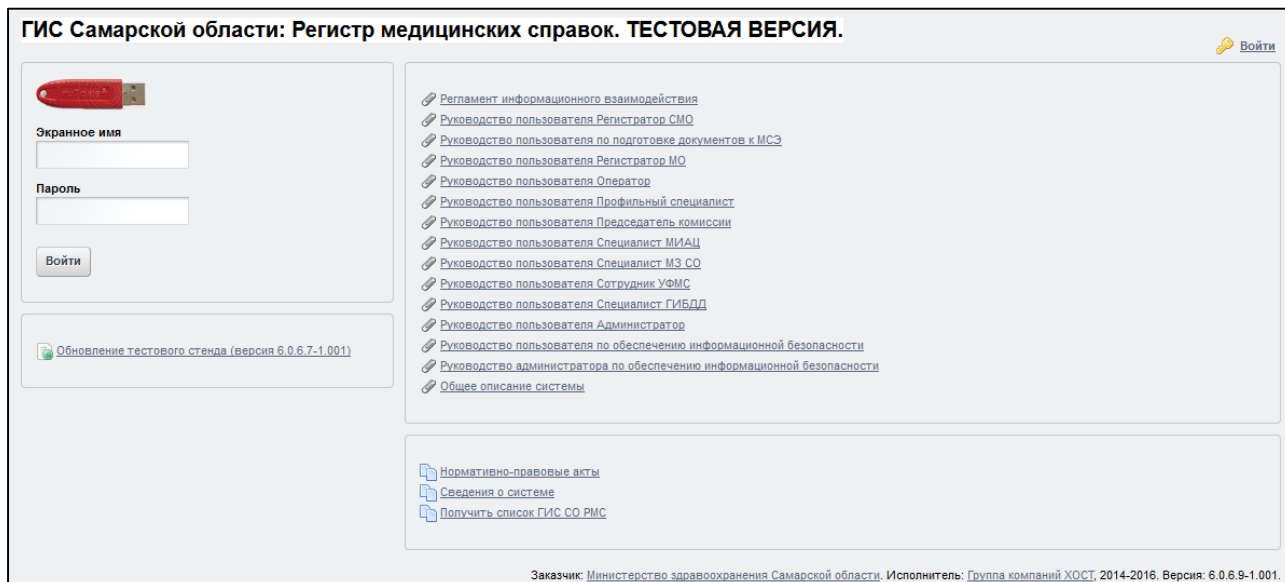 ГИС Самарской области: Регистр медицинских справок. ТЕСТОВАЯ ВЕРСИЯ.
Войти
Экранное имя
Пароль
Войти
Обновление тестового стенда (версия 6.0.6.7-1.001)
Регламент информационного взаимодействия
Руководство пользователя Регистратор СМО
Руководство пользователя по подготовке документов к МСЭ
Руководство пользователя Регистратор МО
Руководство пользователя Оператор
Руководство пользователя Профильный специалист
Руководство пользователя Председатель комиссии
Руководство пользователя Специалист МИАЦ
Руководство пользователя Специалист МЗ СО
Руководство пользователя Сотрудник УФМС
Руководство пользователя Специалист ГИБДД
Руководство пользователя Администратор
Руководство пользователя по обеспечению информационной безопасности
Руководство администратора по обеспечению информационной безопасности
Общее описание системы
Нормативно-правовые акты
Сведения о системе
Получить список ГИС СО РМС
Заказчик: Министерство здравоохранения Самарской области. Исполнитель: Группа компаний ХОСТ, 2014-2016. Версия: 6.0.6.9-1.001.